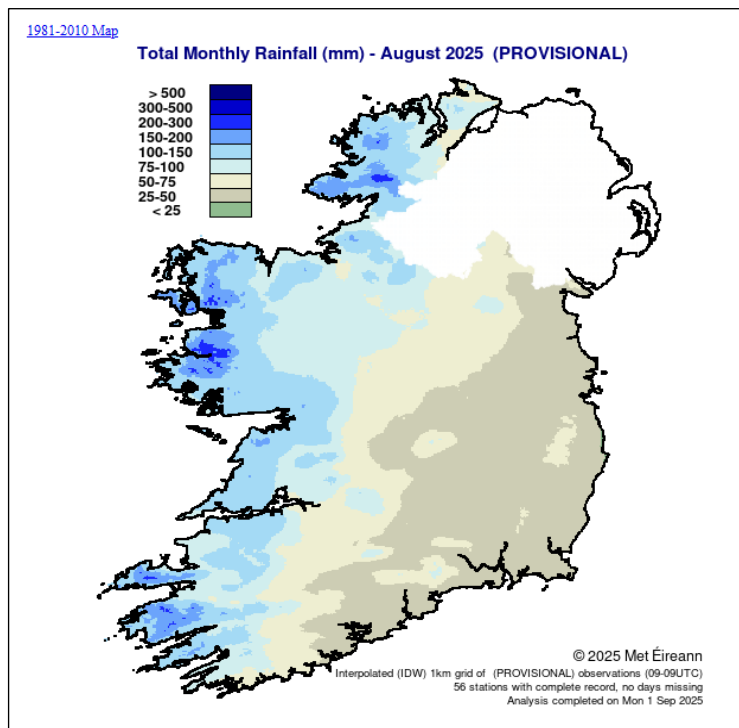 1981-2010 Map
Total Monthly Rainfall (mm) - August 2025 (PROVISIONAL)
> 500
300-500
200-300
150-200
100-150
75-100
50-75
25-50
< 25
© 2025 Met Éireann
Interpolated (IDW) 1km grid of (PROVISIONAL) observations (09-09UTC)
56 stations with complete record, no days missing
Analysis completed on Mon 1 Sep 2025